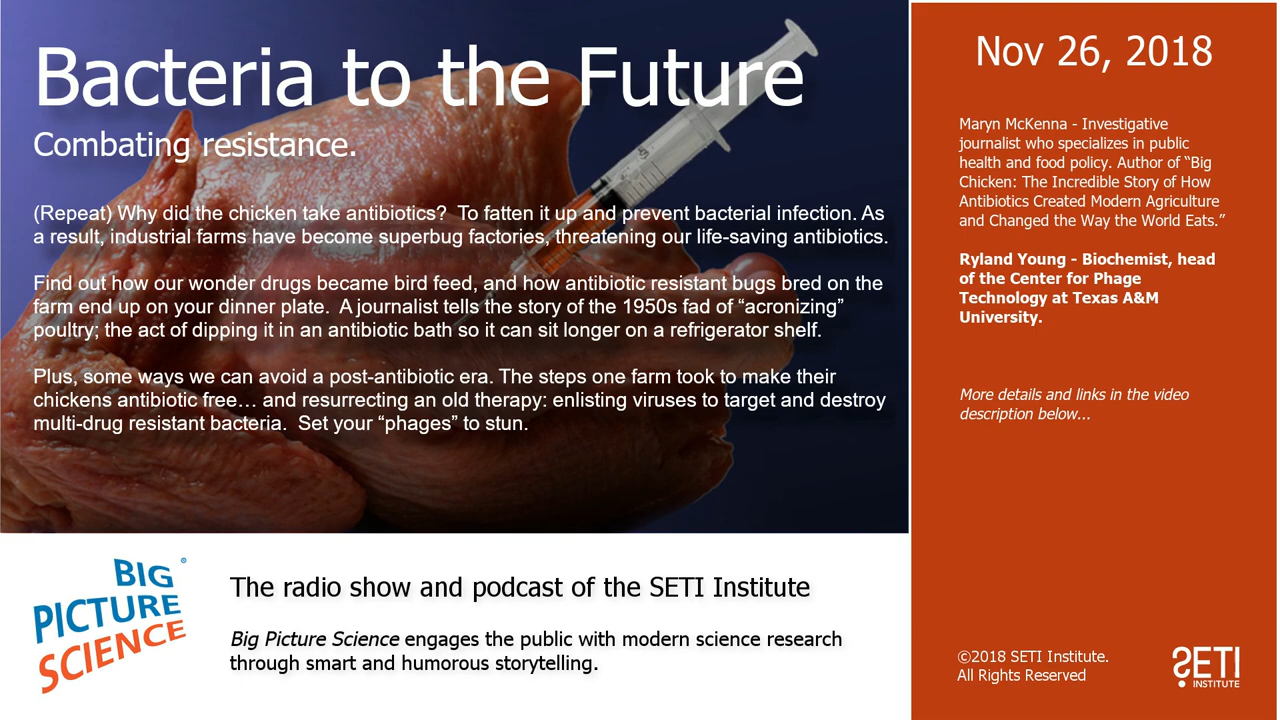 Bacteria to the Future
Combating resistance.
(Repeat) Why did the chicken take antibiotics?  To fatten it up and prevent bacterial infection. As
a result, industrial farms have become superbug factories, threatening our life-saving antibiotics.
Find out how our wonder drugs became bird feed, and how antibiotic resistant bugs bred on the
farm end up on your dinner plate.  A journalist tells the story of the 1950s fad of “acronizing”
poultry; the act of dipping it in an antibiotic bath so it can sit longer on a refrigerator shelf.
Plus, some ways we can avoid a post-antibiotic era. The steps one farm took to make their
chickens antibiotic free… and resurrecting an old therapy: enlisting viruses to target and destroy
multi-drug resistant bacteria.  Set your “phages” to stun.
Nov 26, 2018
Maryn McKenna - Investigative
journalist who specializes in public
health and food policy. Author of “Big
Chicken: The Incredible Story of How
Antibiotics Created Modern Agriculture
and Changed the Way the World Eats.”
Ryland Young - Biochemist, head
of the Center for Phage
Technology at Texas A&M
University.
More details and links in the video
description below...
BIG ®
PICTURE
SCIENCE
The radio show and podcast of the SETI Institute
Big Picture Science engages the public with modern science research
through smart and humorous storytelling.
©2018 SETI Institute.
All Rights Reserved
SETI
INSTITUTE